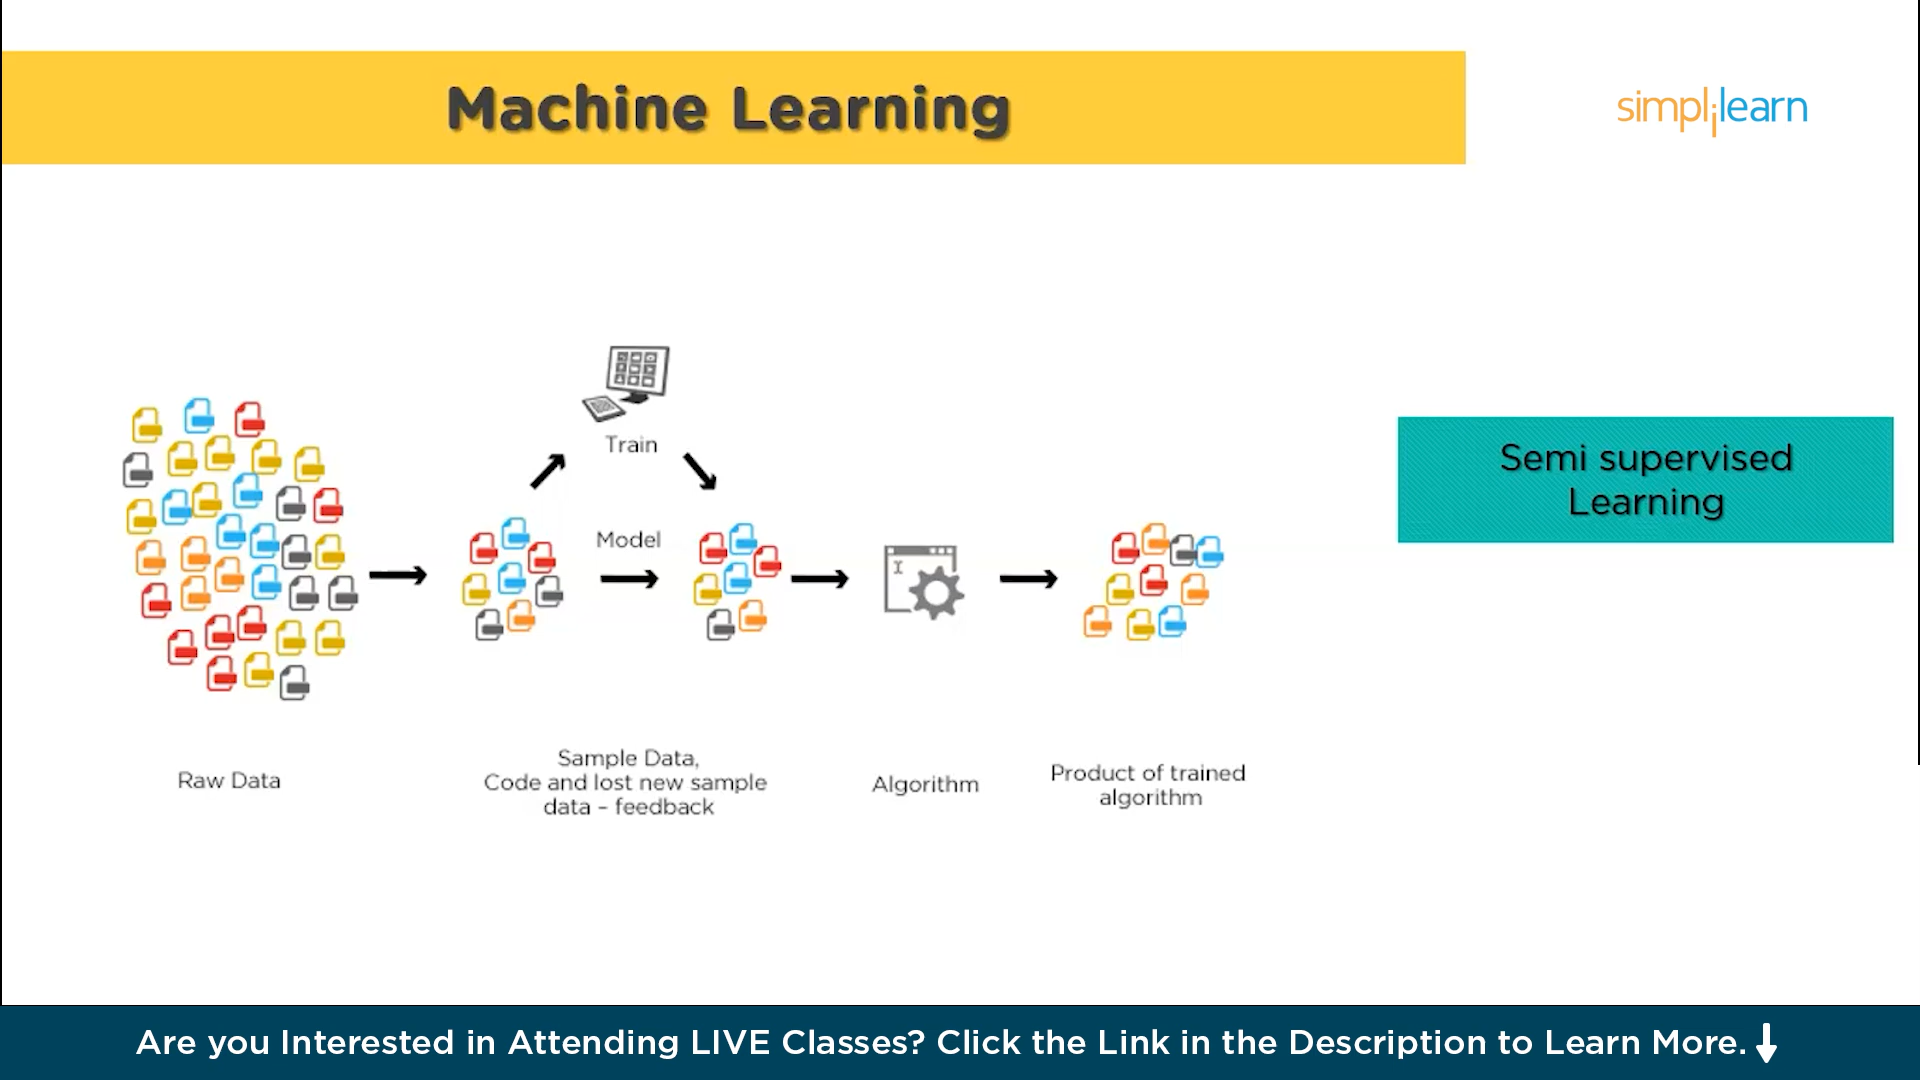 Machine Learning
simplilearn
Train
Model
Semi supervised
Learning
Raw Data
Sample Data,
Code and lost new sample
data – feedback
Algorithm
Product of trained
algorithm
Are you Interested in Attending LIVE Classes? Click the Link in the Description to Learn More.